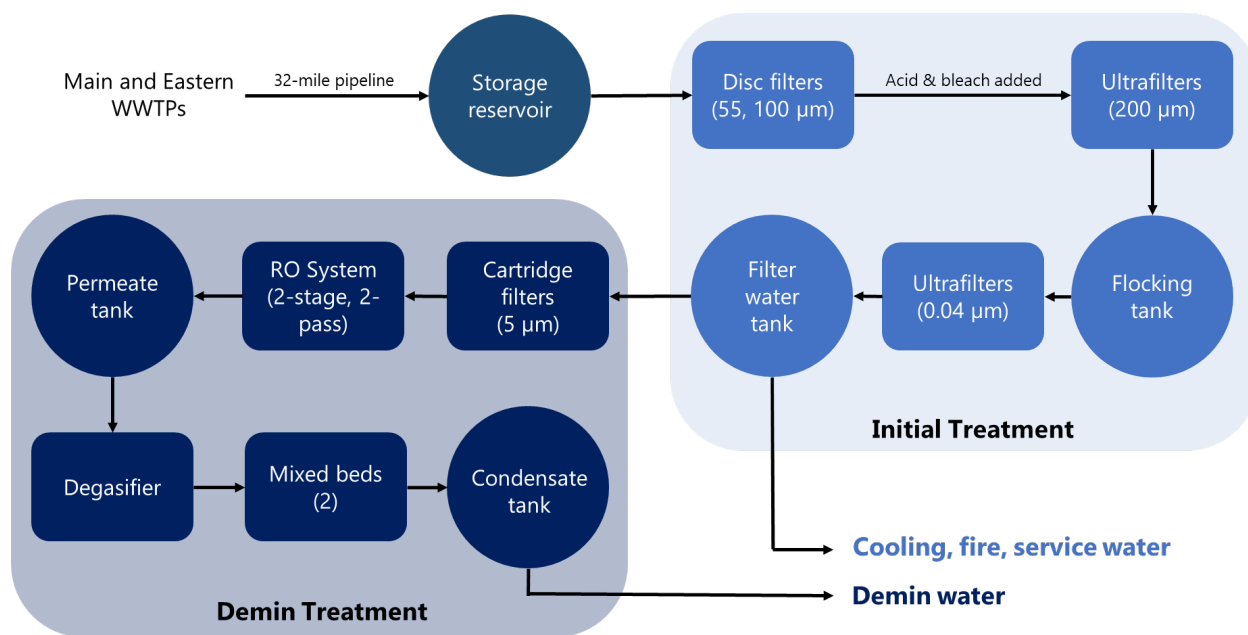 Main and Eastern
WWTPs
32-mile pipeline
Storage
reservoir
Disc filters
(55, 100 µm)
Acid & bleach added
Ultrafilters
(200 µm)
Flocking
tank
Ultrafilters
(0.04 µm)
Filter
water
tank
Initial Treatment
Cartridge
filters
(5 µm)
RO System
(2-stage, 2-
pass)
Permeate
tank
Degasifier
Mixed beds
(2)
Condensate
tank
Demin Treatment
Cooling, fire, service water
Demin water